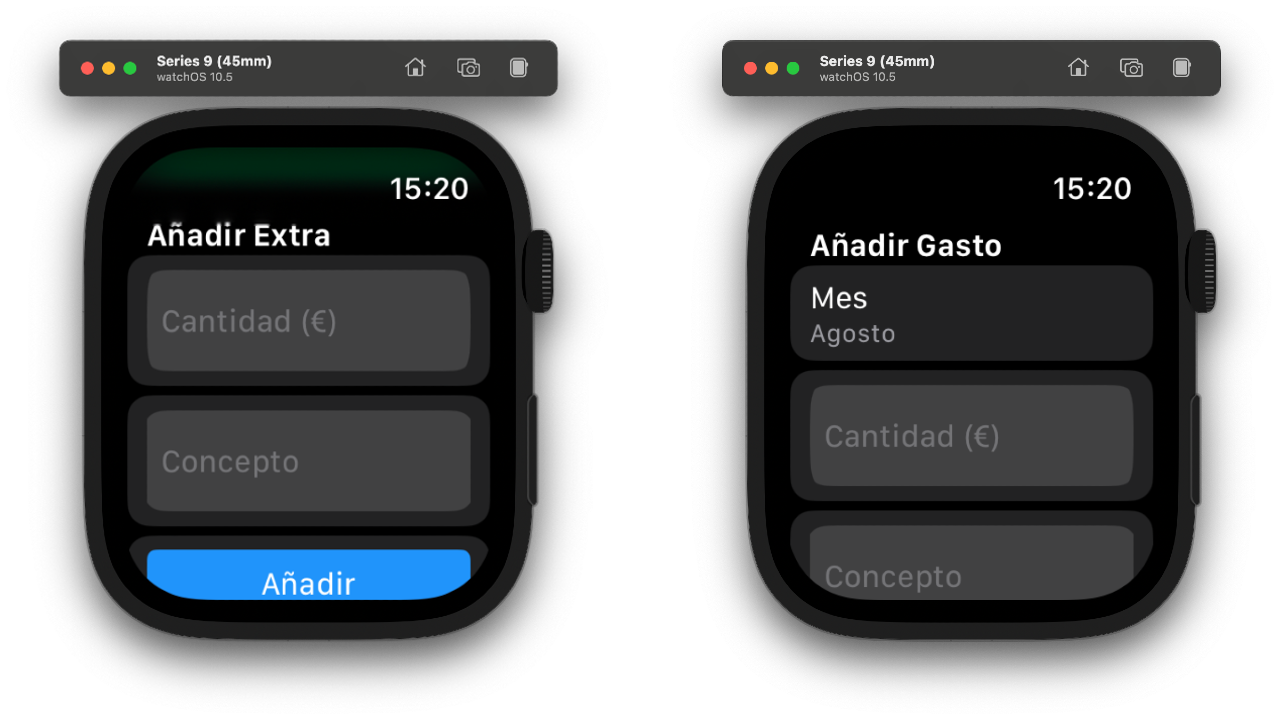 Series 9 (45mm)
watchOS 10.5
15:20
Añadir Extra
Cantidad (€)
Concepto
Añadir
Series 9 (45mm)
watchOS 10.5
15:20
Añadir Gasto
Mes
Agosto
Cantidad (€)
Concepto